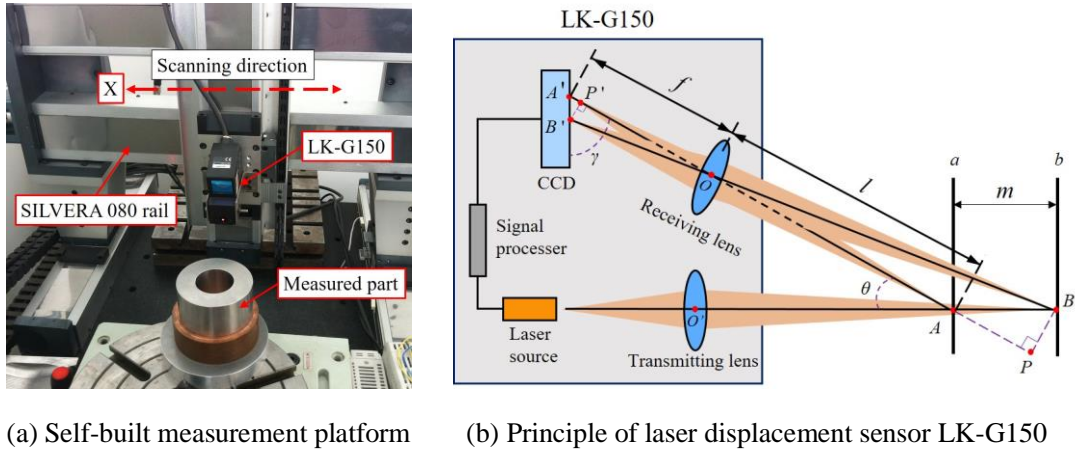 Scanning direction
X
LK-G150
SILVERA 080 rail
Measured part
LK-G150
A'
P'
B'
γ
CCD
f
O
l
Receiving lens
Signal
processer
Laser
source
O'
Transmitting lens
θ
a
b
m
A
B
P
(a) Self-built measurement platform
(b) Principle of laser displacement sensor LK-G150